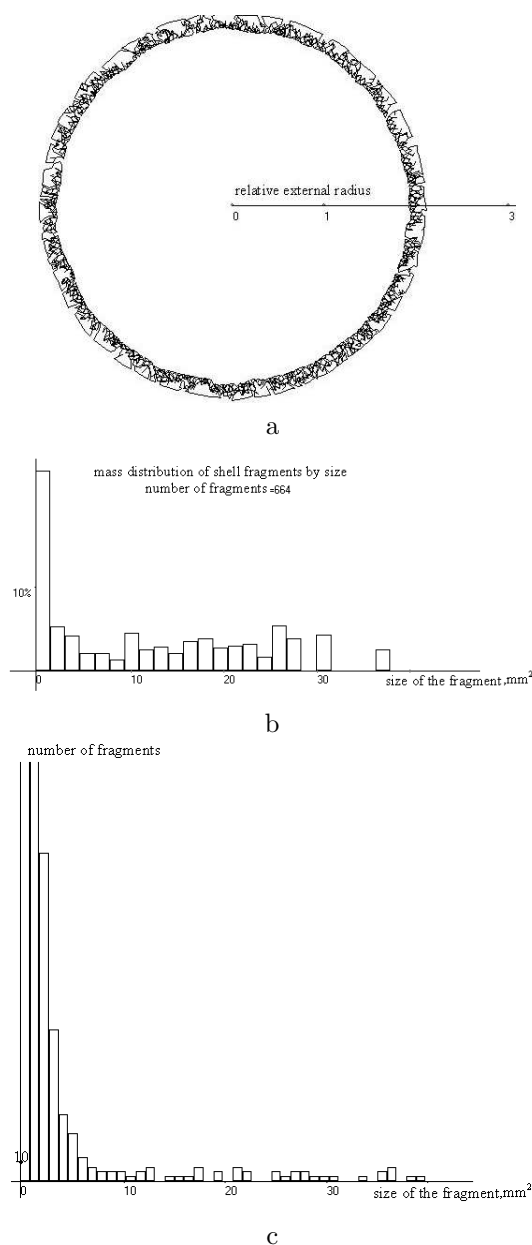 relative external radius
0 1 3
a
mass distribution of shell fragments by size
number of fragments =664
10%
0 10 20 30
size of the fragment,mm²
b
number of fragments
10
0 10 20 30
size of the fragment,mm²
c